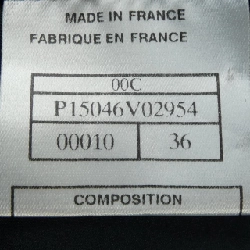 MADE IN FRANCE
FABRIQUE EN FRANCE
00C
P15046V02954
00010 36
COMPOSITION